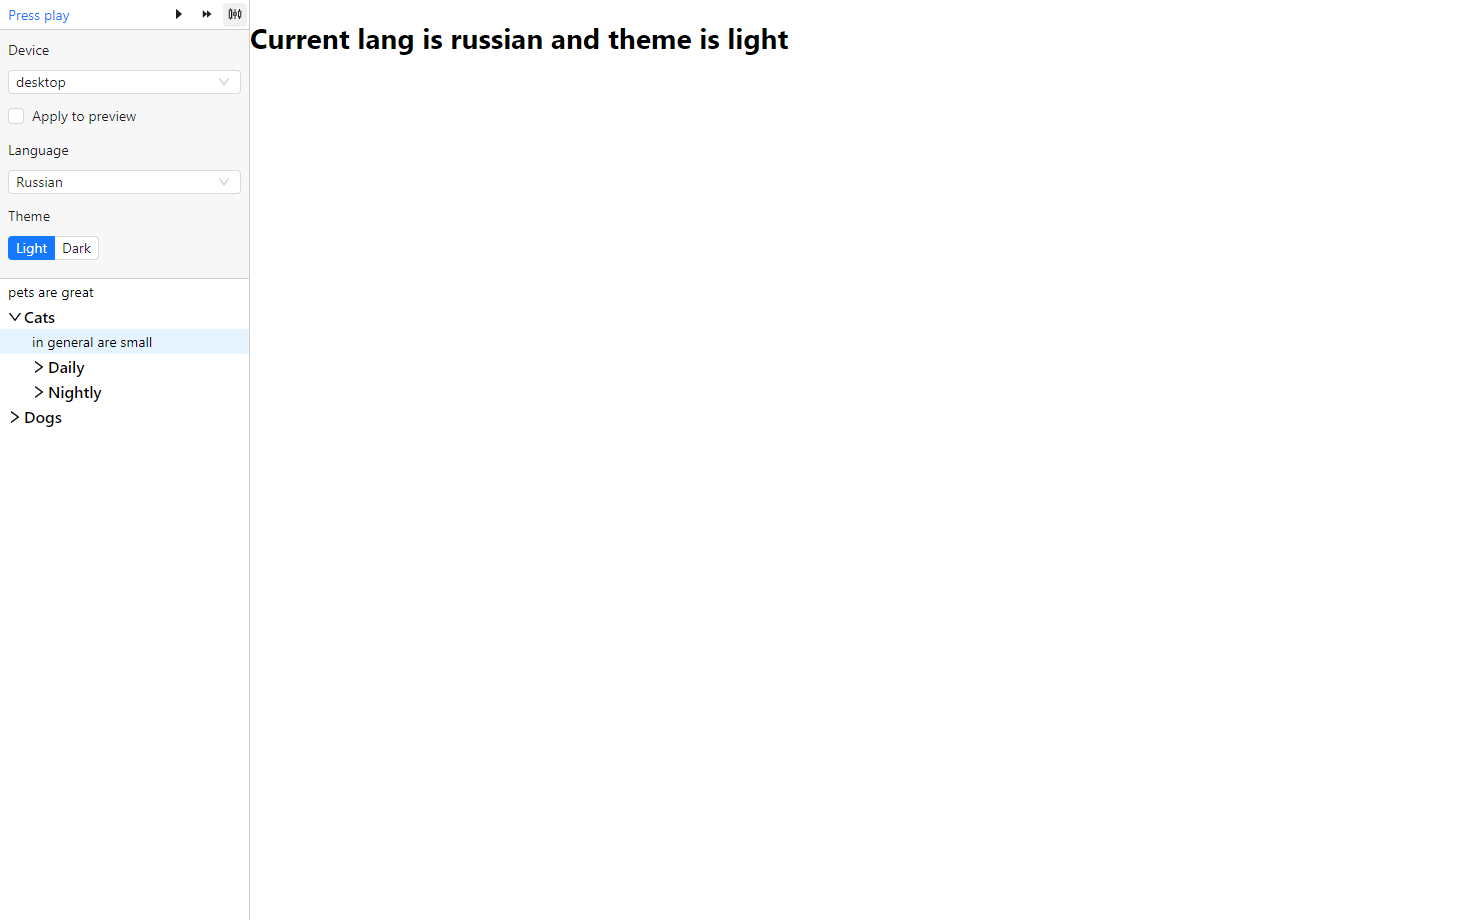 Press play
Current lang is russian and theme is light
Device
desktop
Apply to preview
Language
Russian
Theme
Light Dark
pets are great
Cats
in general are small
Daily
Nightly
Dogs